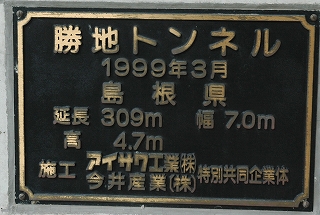 勝地トンネル
1999年3月
島根県
延長 309m 幅 7.0m
高 4.7m
施工 アイサワ工業(株) 特別共同企業体
今井産業(株)